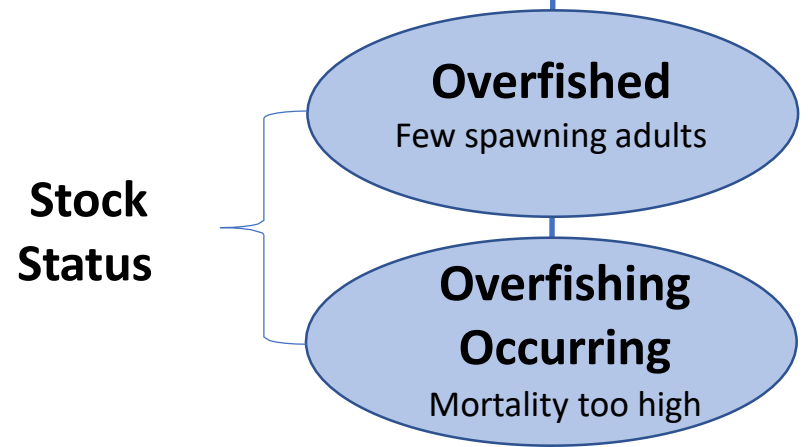 Stock
Status
Overfished
Few spawning adults
Overfishing
Occurring
Mortality too high